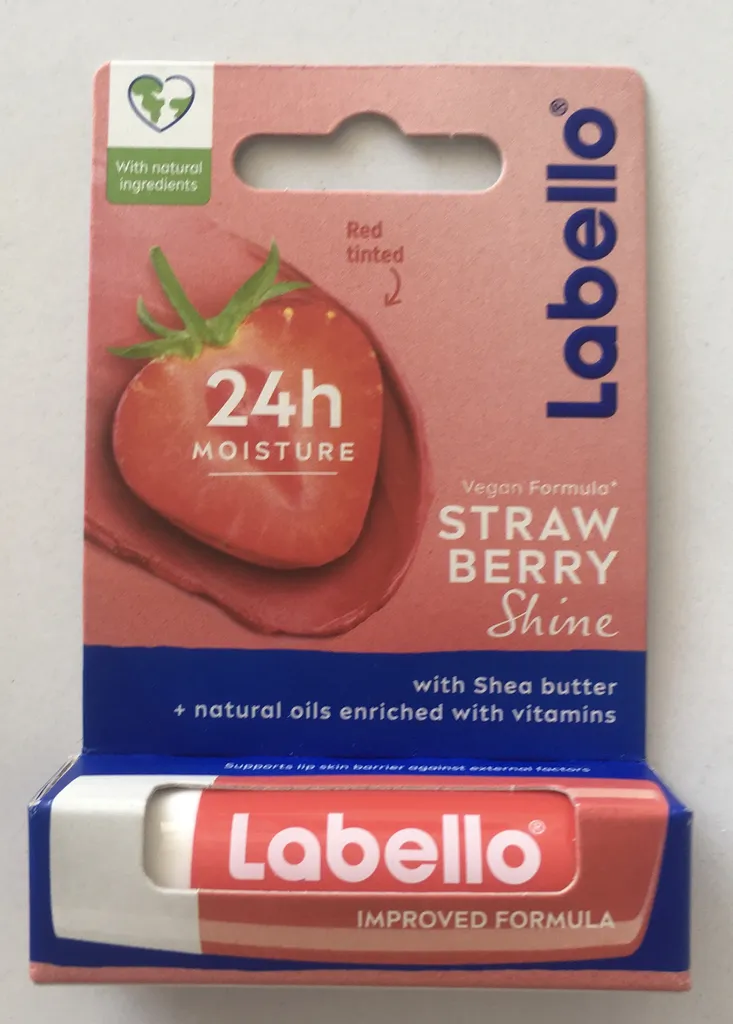 With natural
ingredients
Labello®
Red
tinted
24h
MOISTURE
Vegan Formula*
STRAW
BERRY
Shine
with Shea butter
+ natural oils enriched with vitamins
Supports lip skin barrier against external factors
Labello®
IMPROVED FORMULA